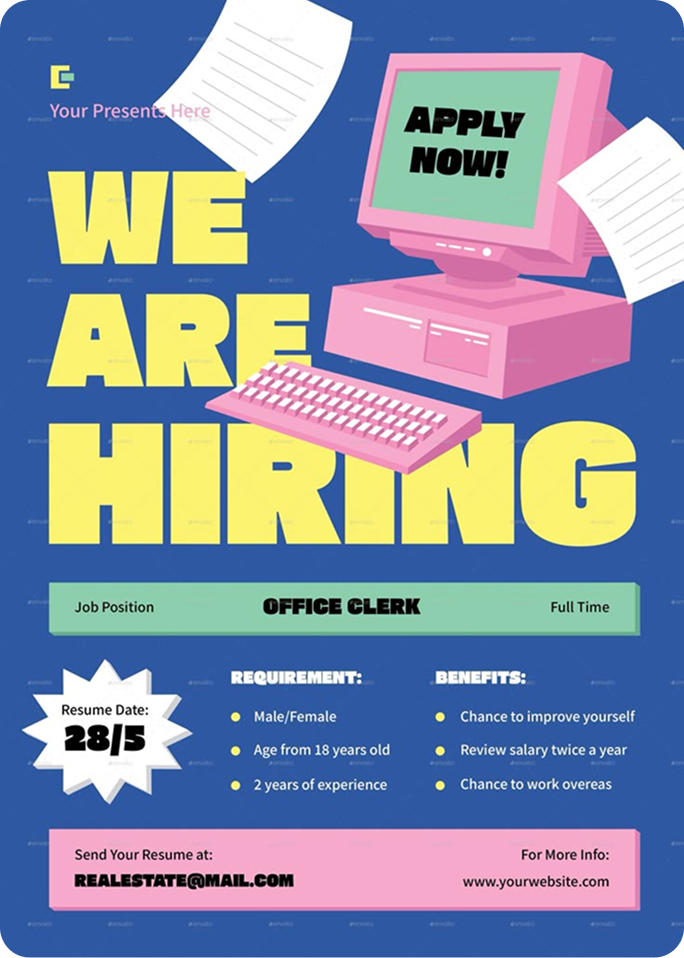 Your Presents Here
APPLY
NOW!
WE
ARE
HIRING
Job Position
OFFICE CLERK
Full Time
Resume Date:
28/5
REQUIREMENT:
Male/Female
Age from 18 years old
2 years of experience
BENEFITS:
Chance to improve yourself
Review salary twice a year
Chance to work overeas
Send Your Resume at:
REALESTATE@MAIL.COM
For More Info:
www.yourwebsite.com